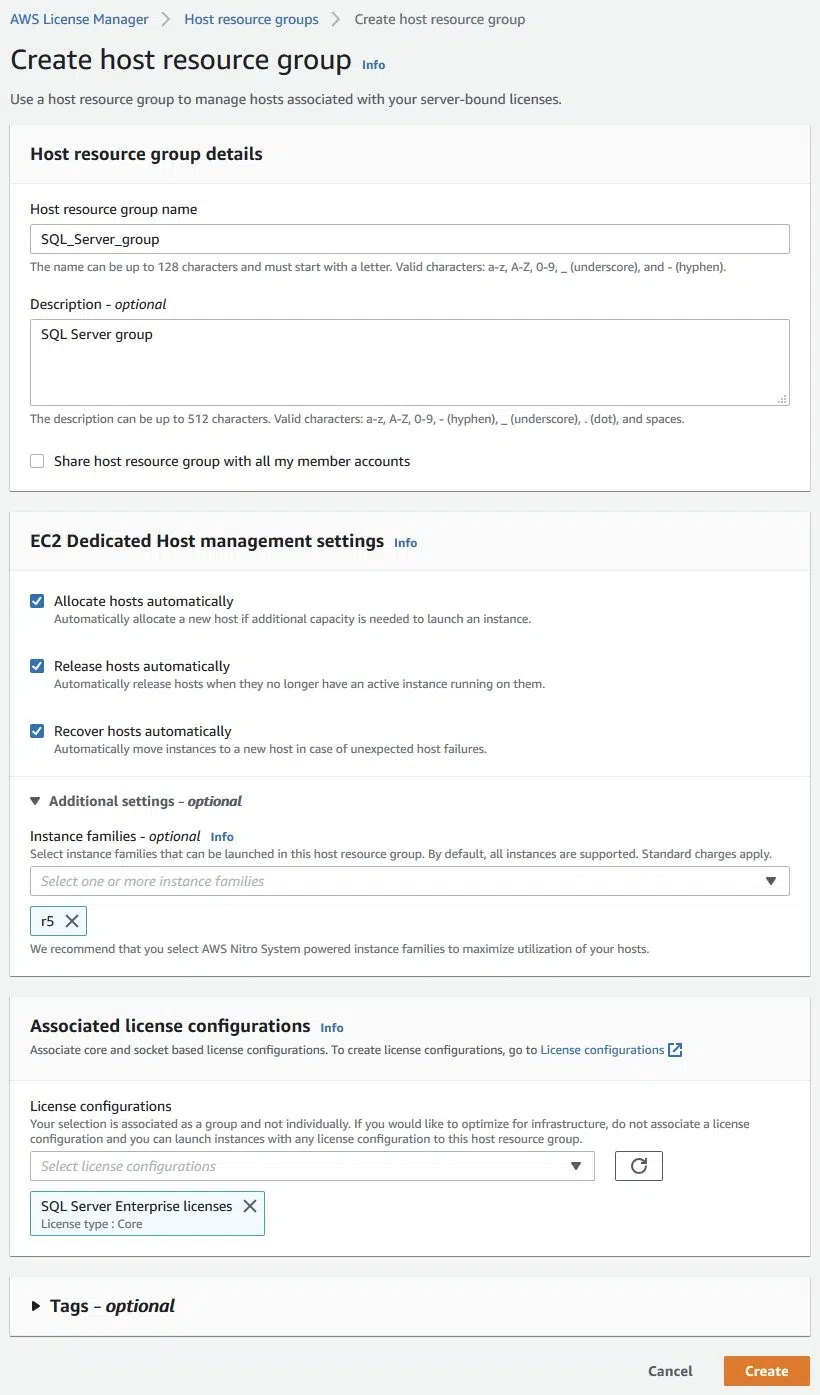 AWS License Manager > Host resource groups > Create host resource group
Create host resource group Info
Use a host resource group to manage hosts associated with your server-bound licenses.
Host resource group details
Host resource group name
SQL_Server_group
The name can be up to 128 characters and must start with a letter. Valid characters: a-z, A-Z, 0-9, _ (underscore), and - (hyphen).
Description - optional
SQL Server group
The description can be up to 512 characters. Valid characters: a-z, A-Z, 0-9, - (hyphen), _ (underscore), . (dot), and spaces.
Share host resource group with all my member accounts
EC2 Dedicated Host management settings Info
Allocate hosts automatically
Automatically allocate a new host if additional capacity is needed to launch an instance.
Release hosts automatically
Automatically release hosts when they no longer have an active instance running on them.
Recover hosts automatically
Automatically move instances to a new host in case of unexpected host failures.
Additional settings - optional
Instance families - optional Info
Select instance families that can be launched in this host resource group. By default, all instances are supported. Standard charges apply.
Select one or more instance families
r5
We recommend that you select AWS Nitro System powered instance families to maximize utilization of your hosts.
Associated license configurations Info
Associate core and socket based license configurations. To create license configurations, go to License configurations
License configurations
Your selection is associated as a group and not individually. If you would like to optimize for infrastructure, do not associate a license
configuration and you can launch instances with any license configuration to this host resource group.
Select license configurations
SQL Server Enterprise licenses
License type : Core
Tags - optional
Cancel Create